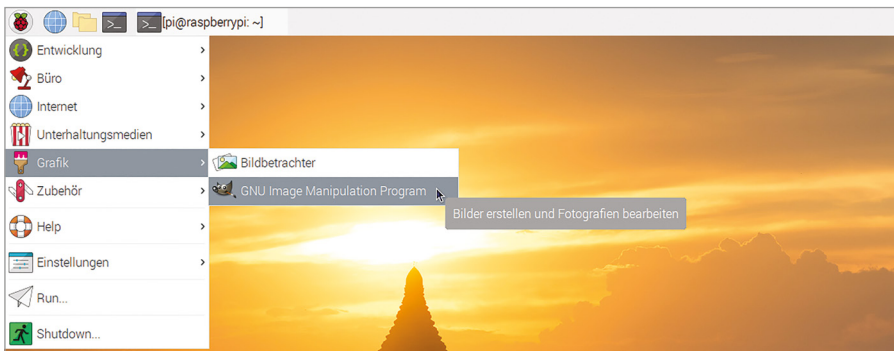 [pi@raspberrypi: ~]
Entwicklung
Büro
Internet
Unterhaltungsmedien
Grafik
Bildbetrachter
Zubehör
GNU Image Manipulation Program
Bilder erstellen und Fotografien bearbeiten
Help
Einstellungen
Run...
Shutdown...